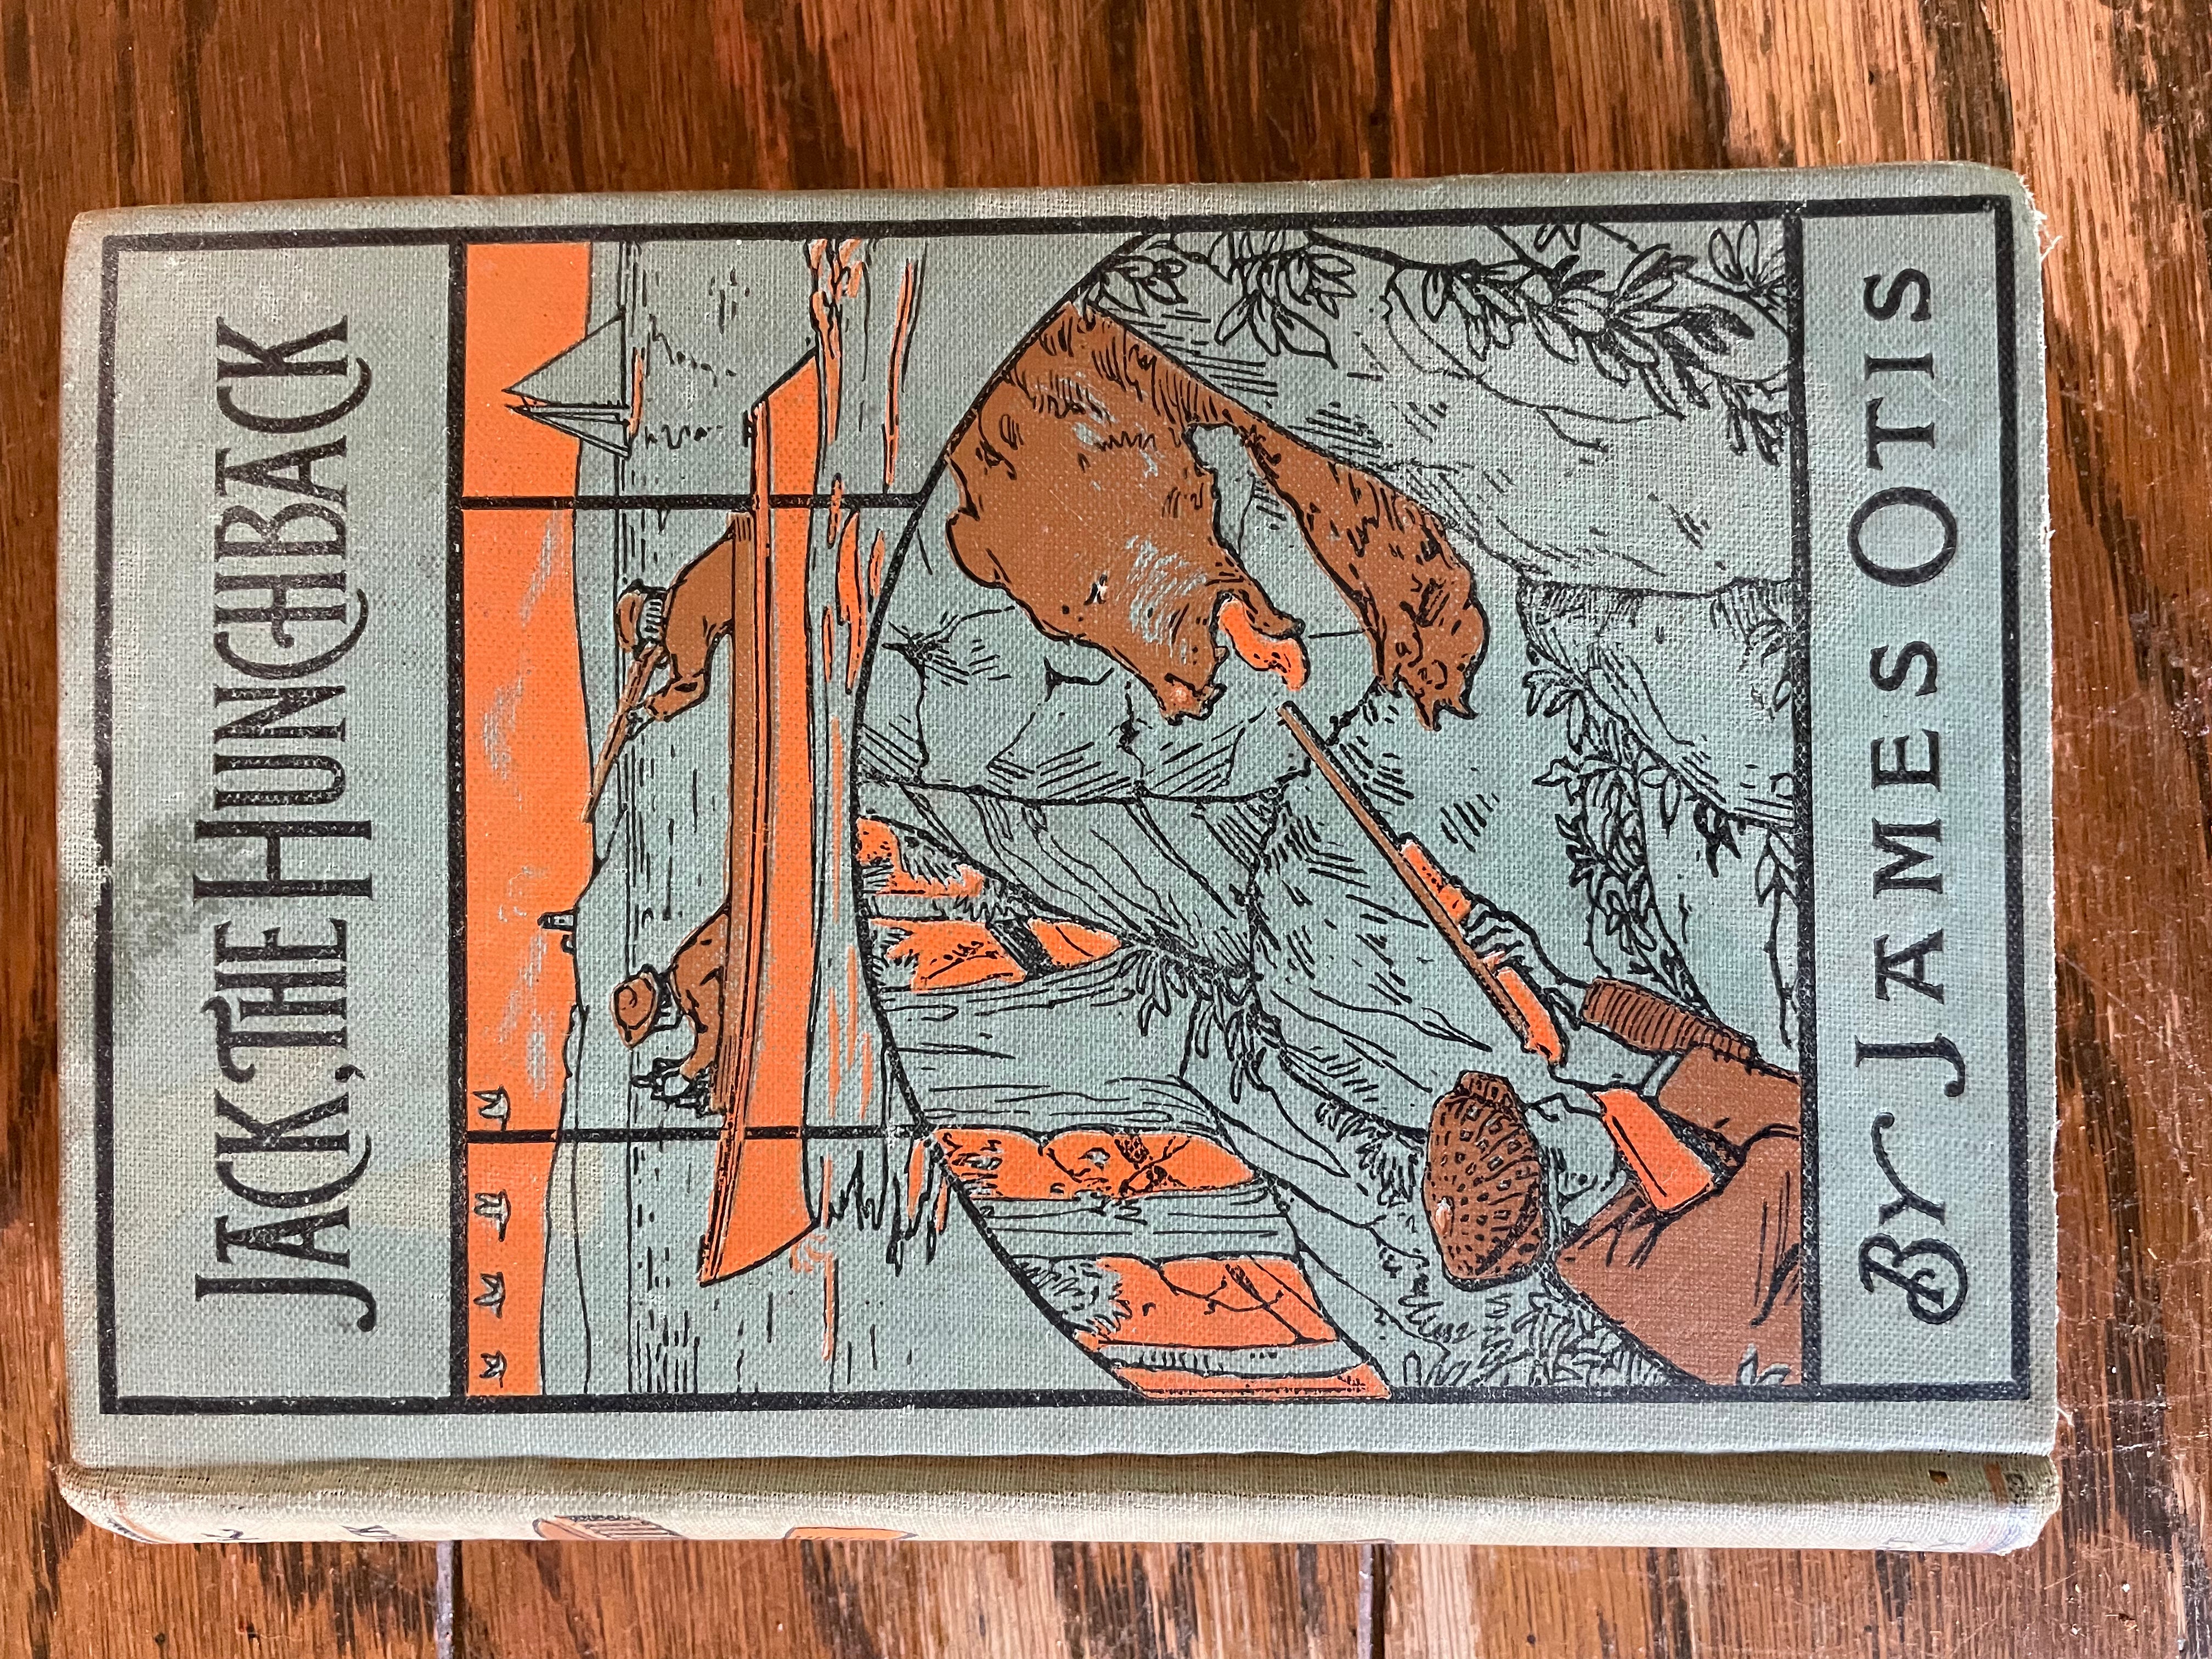 JACK, THE HUNCHBACK
BY JAMES OTIS